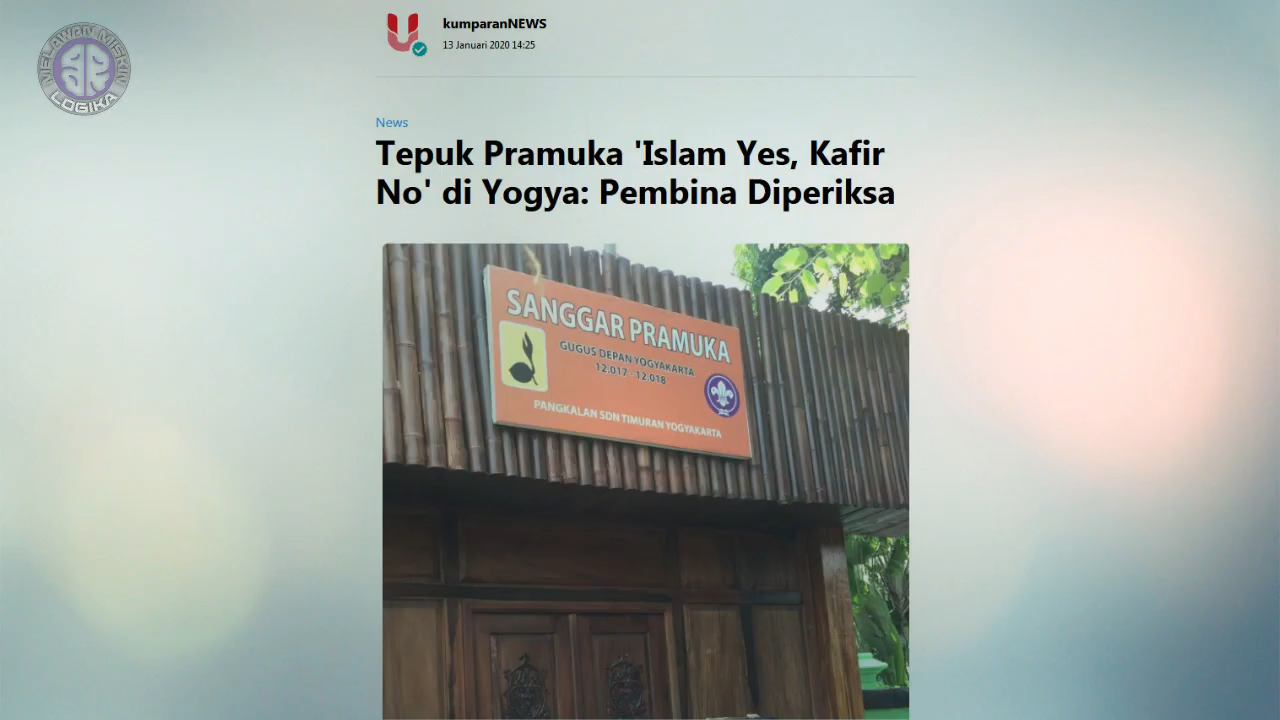 MELAWAN MISKIN
LOGIKA
kumparanNEWS
13 Januari 2020 14:25
News
Tepuk Pramuka 'Islam Yes, Kafir
No' di Yogya: Pembina Diperiksa
SANGGAR PRAMUKA
GUGUS DEPAN YOGYAKARTA
12.017 - 12.018
PANGKALAN SDN TIMURAN YOGYAKARTA